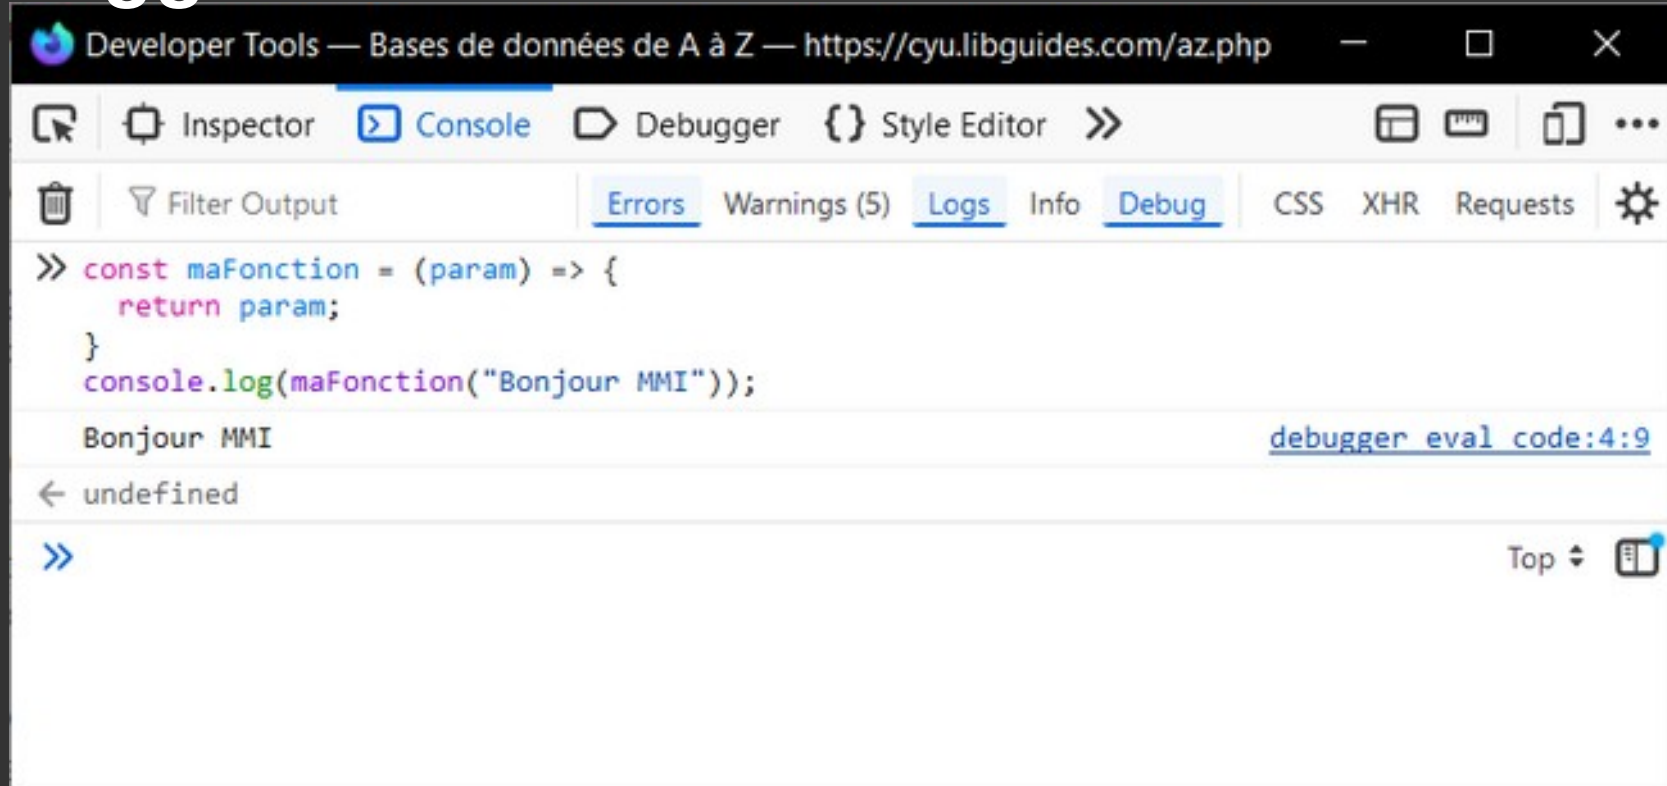 Developer Tools — Bases de données de A à Z — https://cyu.libguides.com/az.php
Inspector Console Debugger {} Style Editor
Filter Output Errors Warnings (5) Logs Info Debug CSS XHR Requests
const maFonction = (param) => {
return param;
}
console.log(maFonction("Bonjour MMI"));
Bonjour MMI debugger eval code:4:9
undefined
Top